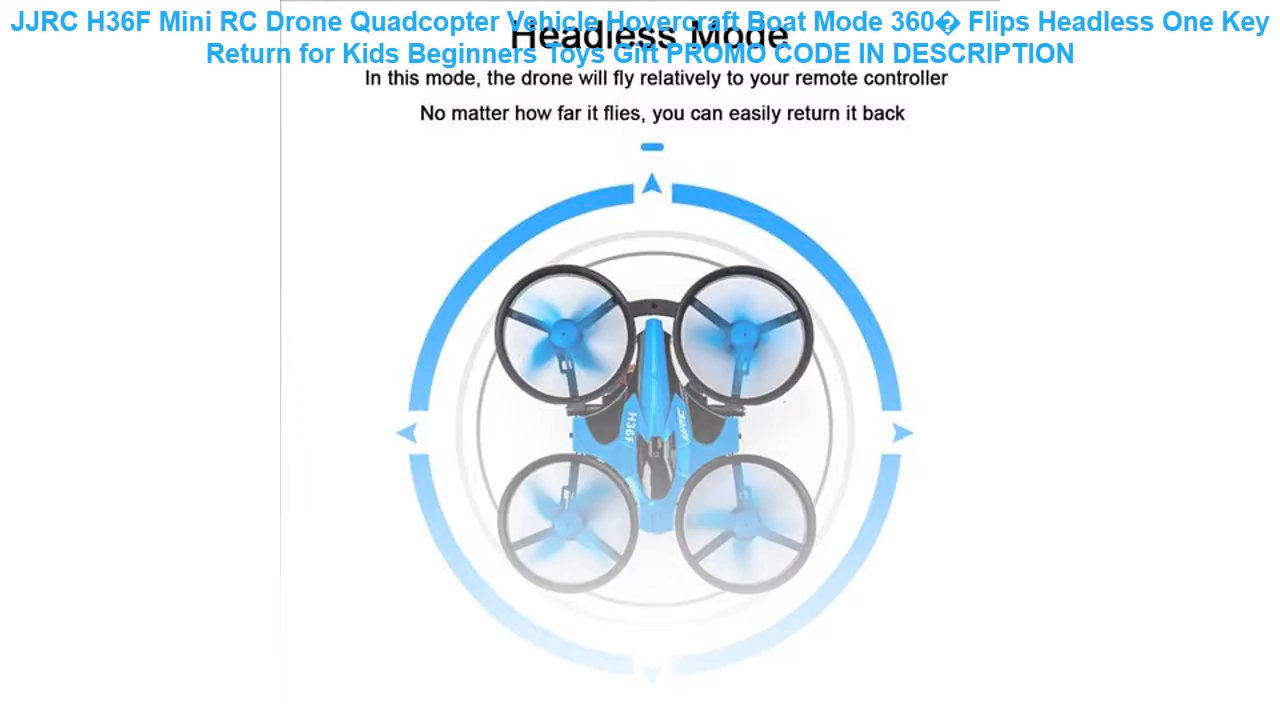 JJRC H36F Mini RC Drone Quadcopter Vehicle Hovercraft Boat Mode 360� Flips Headless One Key
Return for Kids Beginners Toys Gift PROMO CODE IN DESCRIPTION
Headless Mode
In this mode, the drone will fly relatively to your remote controller
No matter how far it flies, you can easily return it back
H36F
JJRC